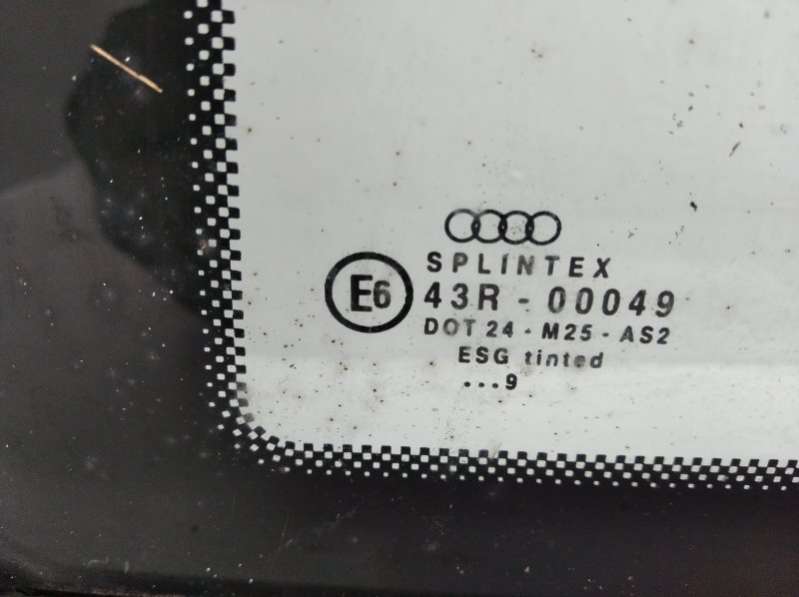 SPLINTEX
E6 43R - 00049
DOT 24 - M25 - AS2
ESG tinted
...9